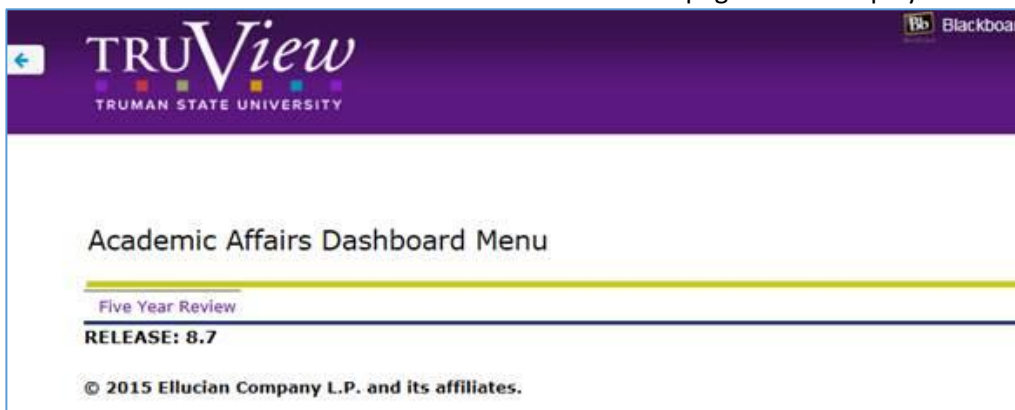 Blackboar
TRUView
TRUMAN STATE UNIVERSITY
Academic Affairs Dashboard Menu
Five Year Review
RELEASE: 8.7
© 2015 Ellucian Company L.P. and its affiliates.